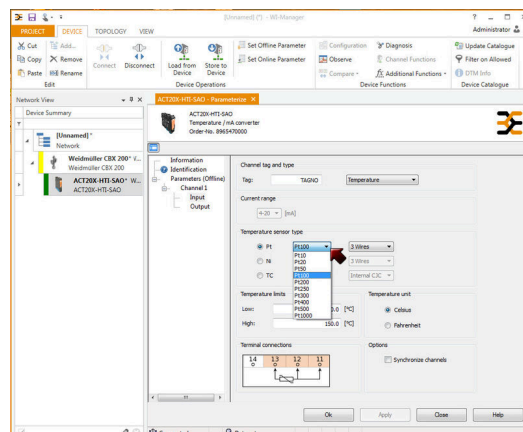 [Unnamed] (*) - WI-Manager
PROJECT DEVICE TOPOLOGY VIEW
Administrator
Cut
Copy
Paste
Add...
Remove
Rename
Edit
Connect
Disconnect
Load from Device
Store to Device
Device Operations
Set Offline Parameter
Set Online Parameter
Configuration
Observe
Compare
Diagnosis
Channel Functions
Additional Functions
Device Functions
Update Catalogue
Filter on Allowed
DTM Info
Device Catalogue
Network View
Device Summary
[Unnamed]*
Network
Weidmüller CBX 200*
Weidmüller CBX 200
ACT20X-HTI-SAO* W...
ACT20X-HTI-SAO
ACT20X-HTI-SAO - Parameterize
ACT20X-HTI-SAO
Temperature / mA converter
Order-No. 8965470000
Information
Identification
Parameters (Offline)
Channel 1
Input
Output
Channel tag and type
Tag: TAGNO Temperature
Current range
4-20 [mA]
Temperature sensor type
Pt Pt100 3 Wires
Ni 3 Wires
TC Internal CJC
Pt10
Pt20
Pt50
Pt100
Pt200
Pt250
Pt300
Pt400
Pt500
Pt1000
Temperature limits
Low: 0.0 [°C]
High: 150.0 [°C]
Temperature unit
Celsius
Fahrenheit
Terminal connections
14 13 12 11
Options
Synchronize channels
Ok Apply Close Help